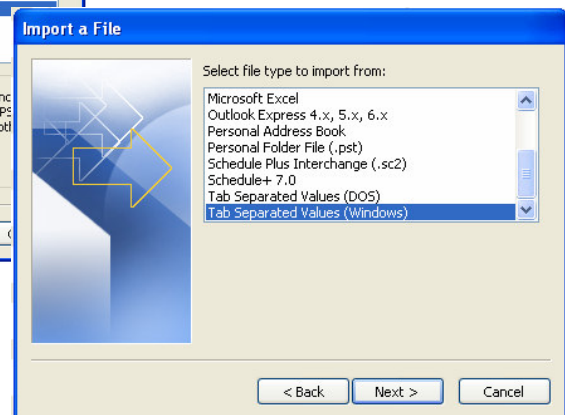 Import a File
Select file type to import from:
Microsoft Excel
Outlook Express 4.x, 5.x, 6.x
Personal Address Book
Personal Folder File (.pst)
Schedule Plus Interchange (.sc2)
Schedule+ 7.0
Tab Separated Values (DOS)
Tab Separated Values (Windows)
< Back
Next >
Cancel